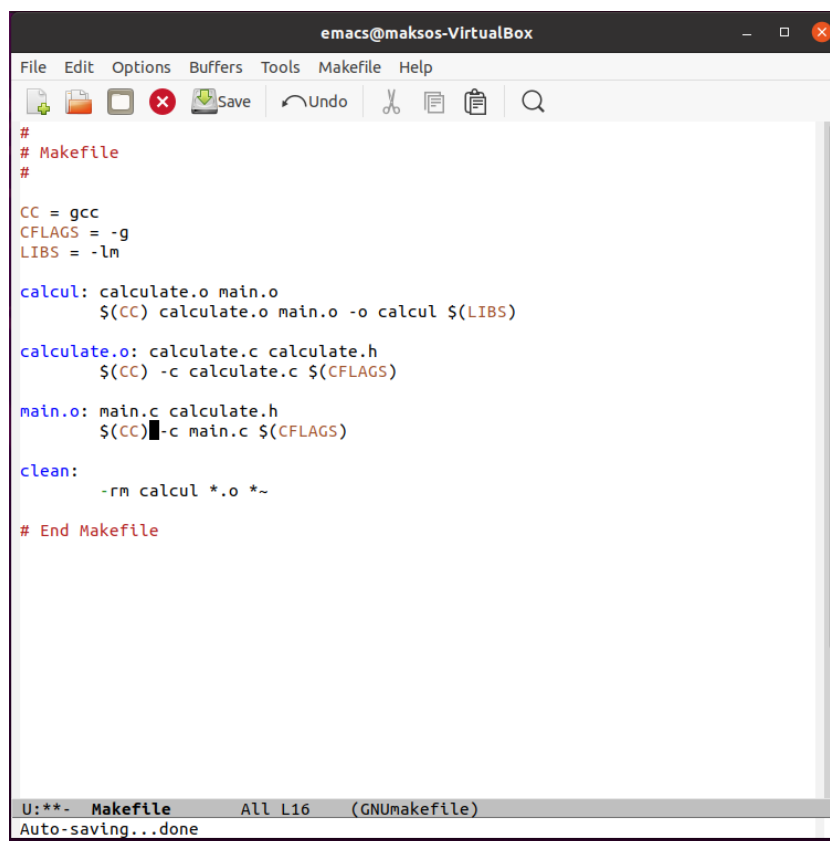 emacs@maksos-VirtualBox
File Edit Options Buffers Tools Makefile Help
Save Undo
#
# Makefile
#

CC = gcc
CFLAGS = -g
LIBS = -lm

calcul: calculate.o main.o
        $(CC) calculate.o main.o -o calcul $(LIBS)

calculate.o: calculate.c calculate.h
        $(CC) -c calculate.c $(CFLAGS)

main.o: main.c calculate.h
        $(CC) -c main.c $(CFLAGS)

clean:
        -rm calcul *.o *~

# End Makefile
U:**-  Makefile       All L16    (GNUmakefile)
Auto-saving...done